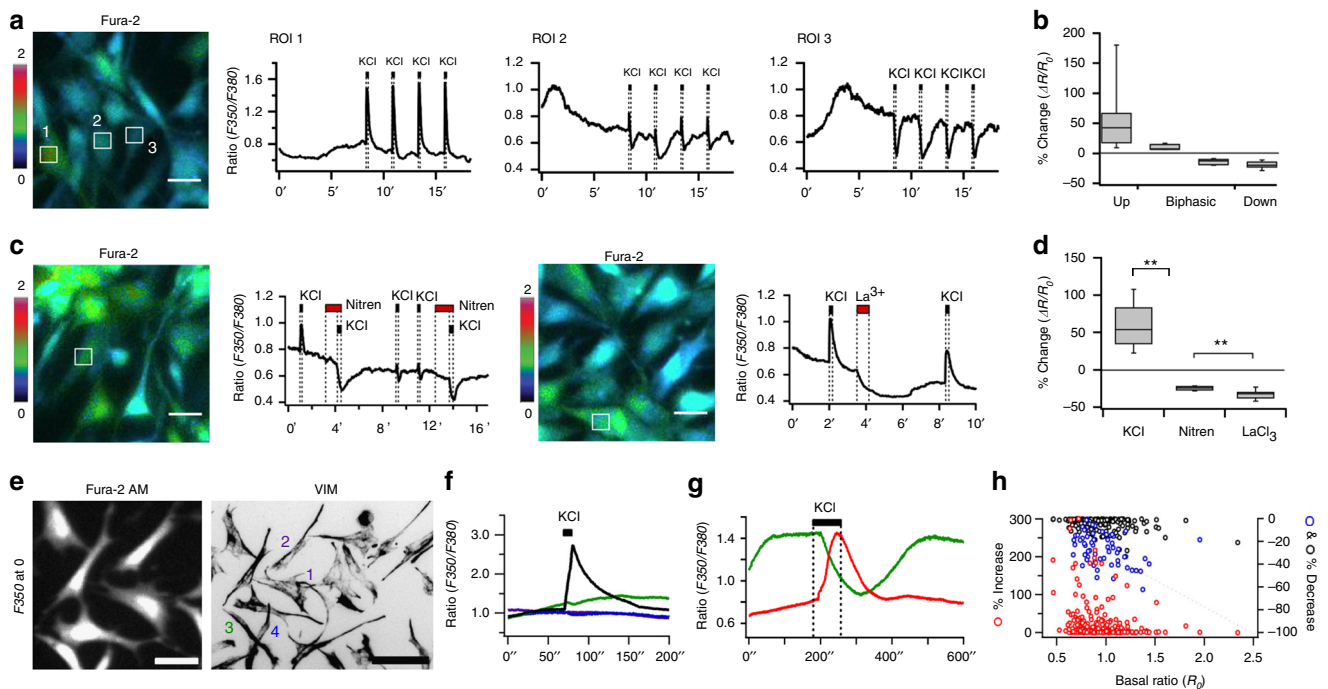 a
Fura-2
2
0
1
2
3
ROI 1
Ratio (F350/F380)
1.6
1.2
0.8
KCl
KCl
KCl
KCl
0′ 5′ 10′ 15′
ROI 2
1.0
0.8
0.6
0.4
KCl KCl KCl KCl
0′ 5′ 10′ 15′
ROI 3
1.0
0.8
0.6
0.4
KCl KCl KCl KCl
0′ 5′ 10′ 15′
b
% Change (ΔR/R0)
200
150
100
50
0
−50
Up Biphasic Down
c
Fura-2
2
0
Ratio (F350/F380)
1.2
1.0
0.8
0.6
0.4
KCl
Nitren
KCl
KCl KCl
Nitren
KCl
0′ 4′ 8′ 12′ 16′
Fura-2
2
0
Ratio (F350/F380)
1.2
1.0
0.8
0.6
0.4
KCl La3+ KCl
0′ 2′ 4′ 6′ 8′ 10′
d
% Change (ΔR/R0)
150
100
50
0
−50
**
**
KCl Nitren LaCl3
e
Fura-2 AM
F350 at 0
VIM
2
1
3
4
f
Ratio (F350/F380)
3.0
2.0
1.0
KCl
0′′ 50′′ 100′′ 150′′ 200′′
g
Ratio (F350/F380)
1.4
1.0
0.6
KCl
0′′ 200′′ 400′′ 600′′
h
O % Increase
300
200
100
0
0
−20
−40
−60
−80
−100
O & O % Decrease
0.5 1.0 1.5 2.0 2.5
Basal ratio (R0)